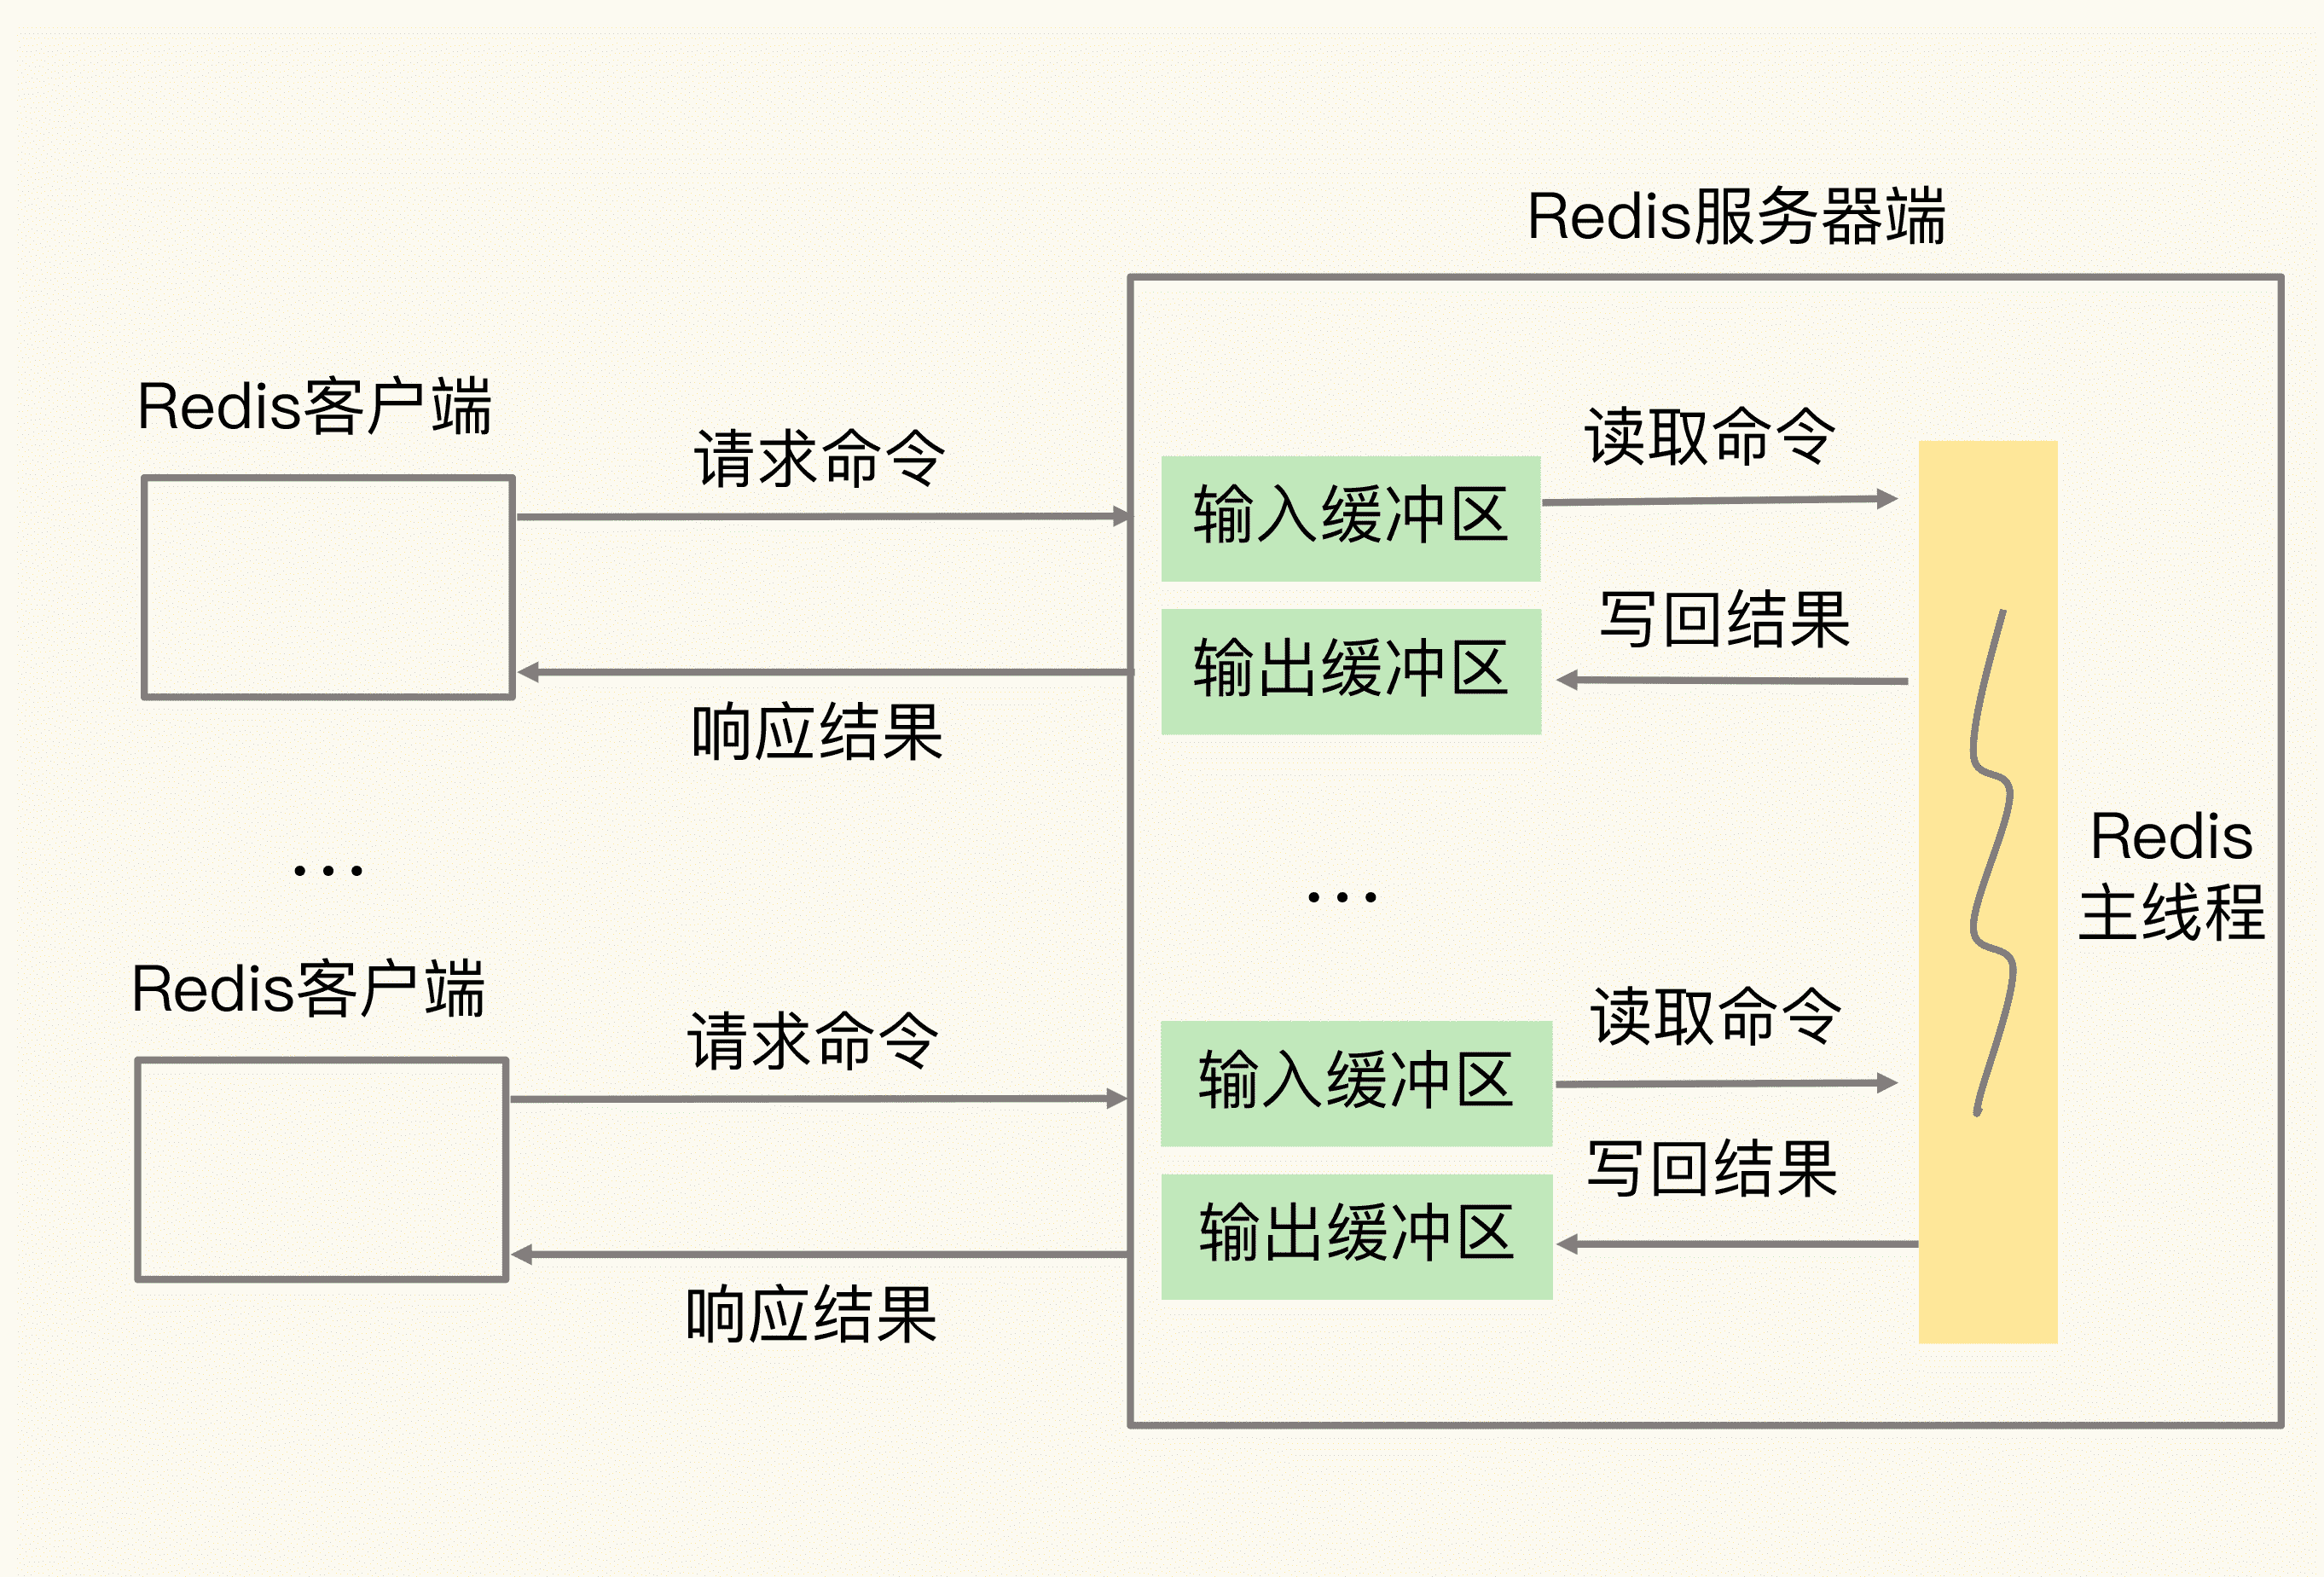 Redis服务器端
Redis客户端
请求命令
读取命令
输入缓冲区
写回结果
输出缓冲区
响应结果
Redis
主线程
...
...
Redis客户端
请求命令
读取命令
输入缓冲区
写回结果
输出缓冲区
响应结果